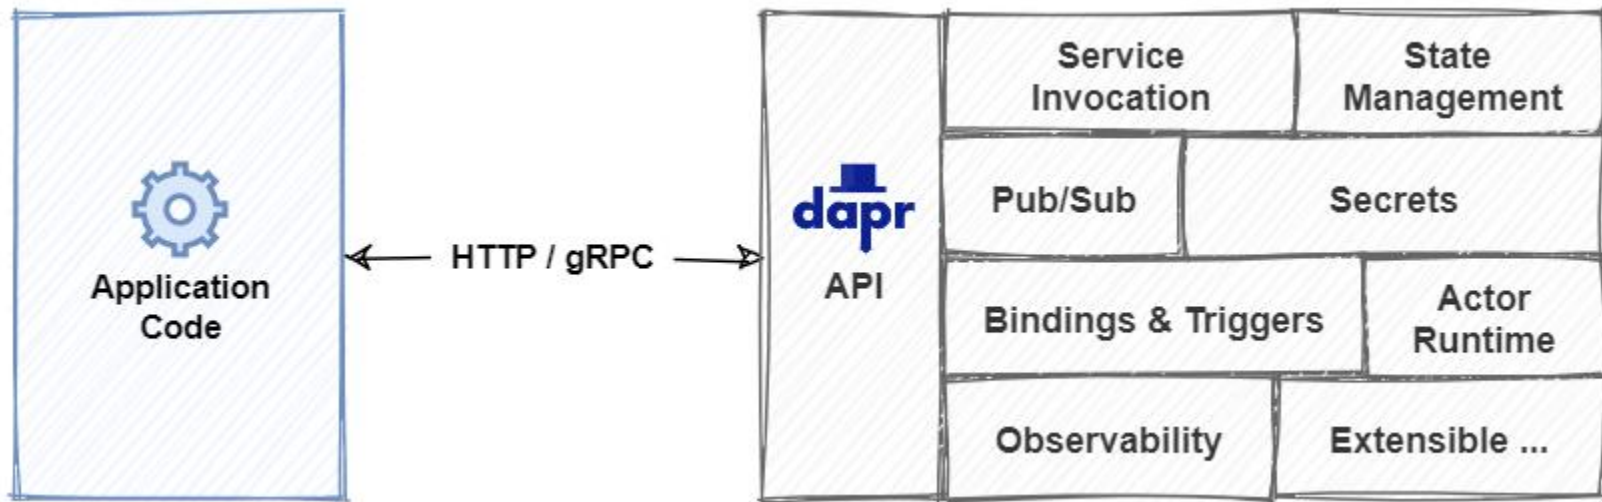 Application
Code
HTTP / gRPC
dapr
API
Service
Invocation
State
Management
Pub/Sub
Secrets
Bindings & Triggers
Actor
Runtime
Observability
Extensible ...